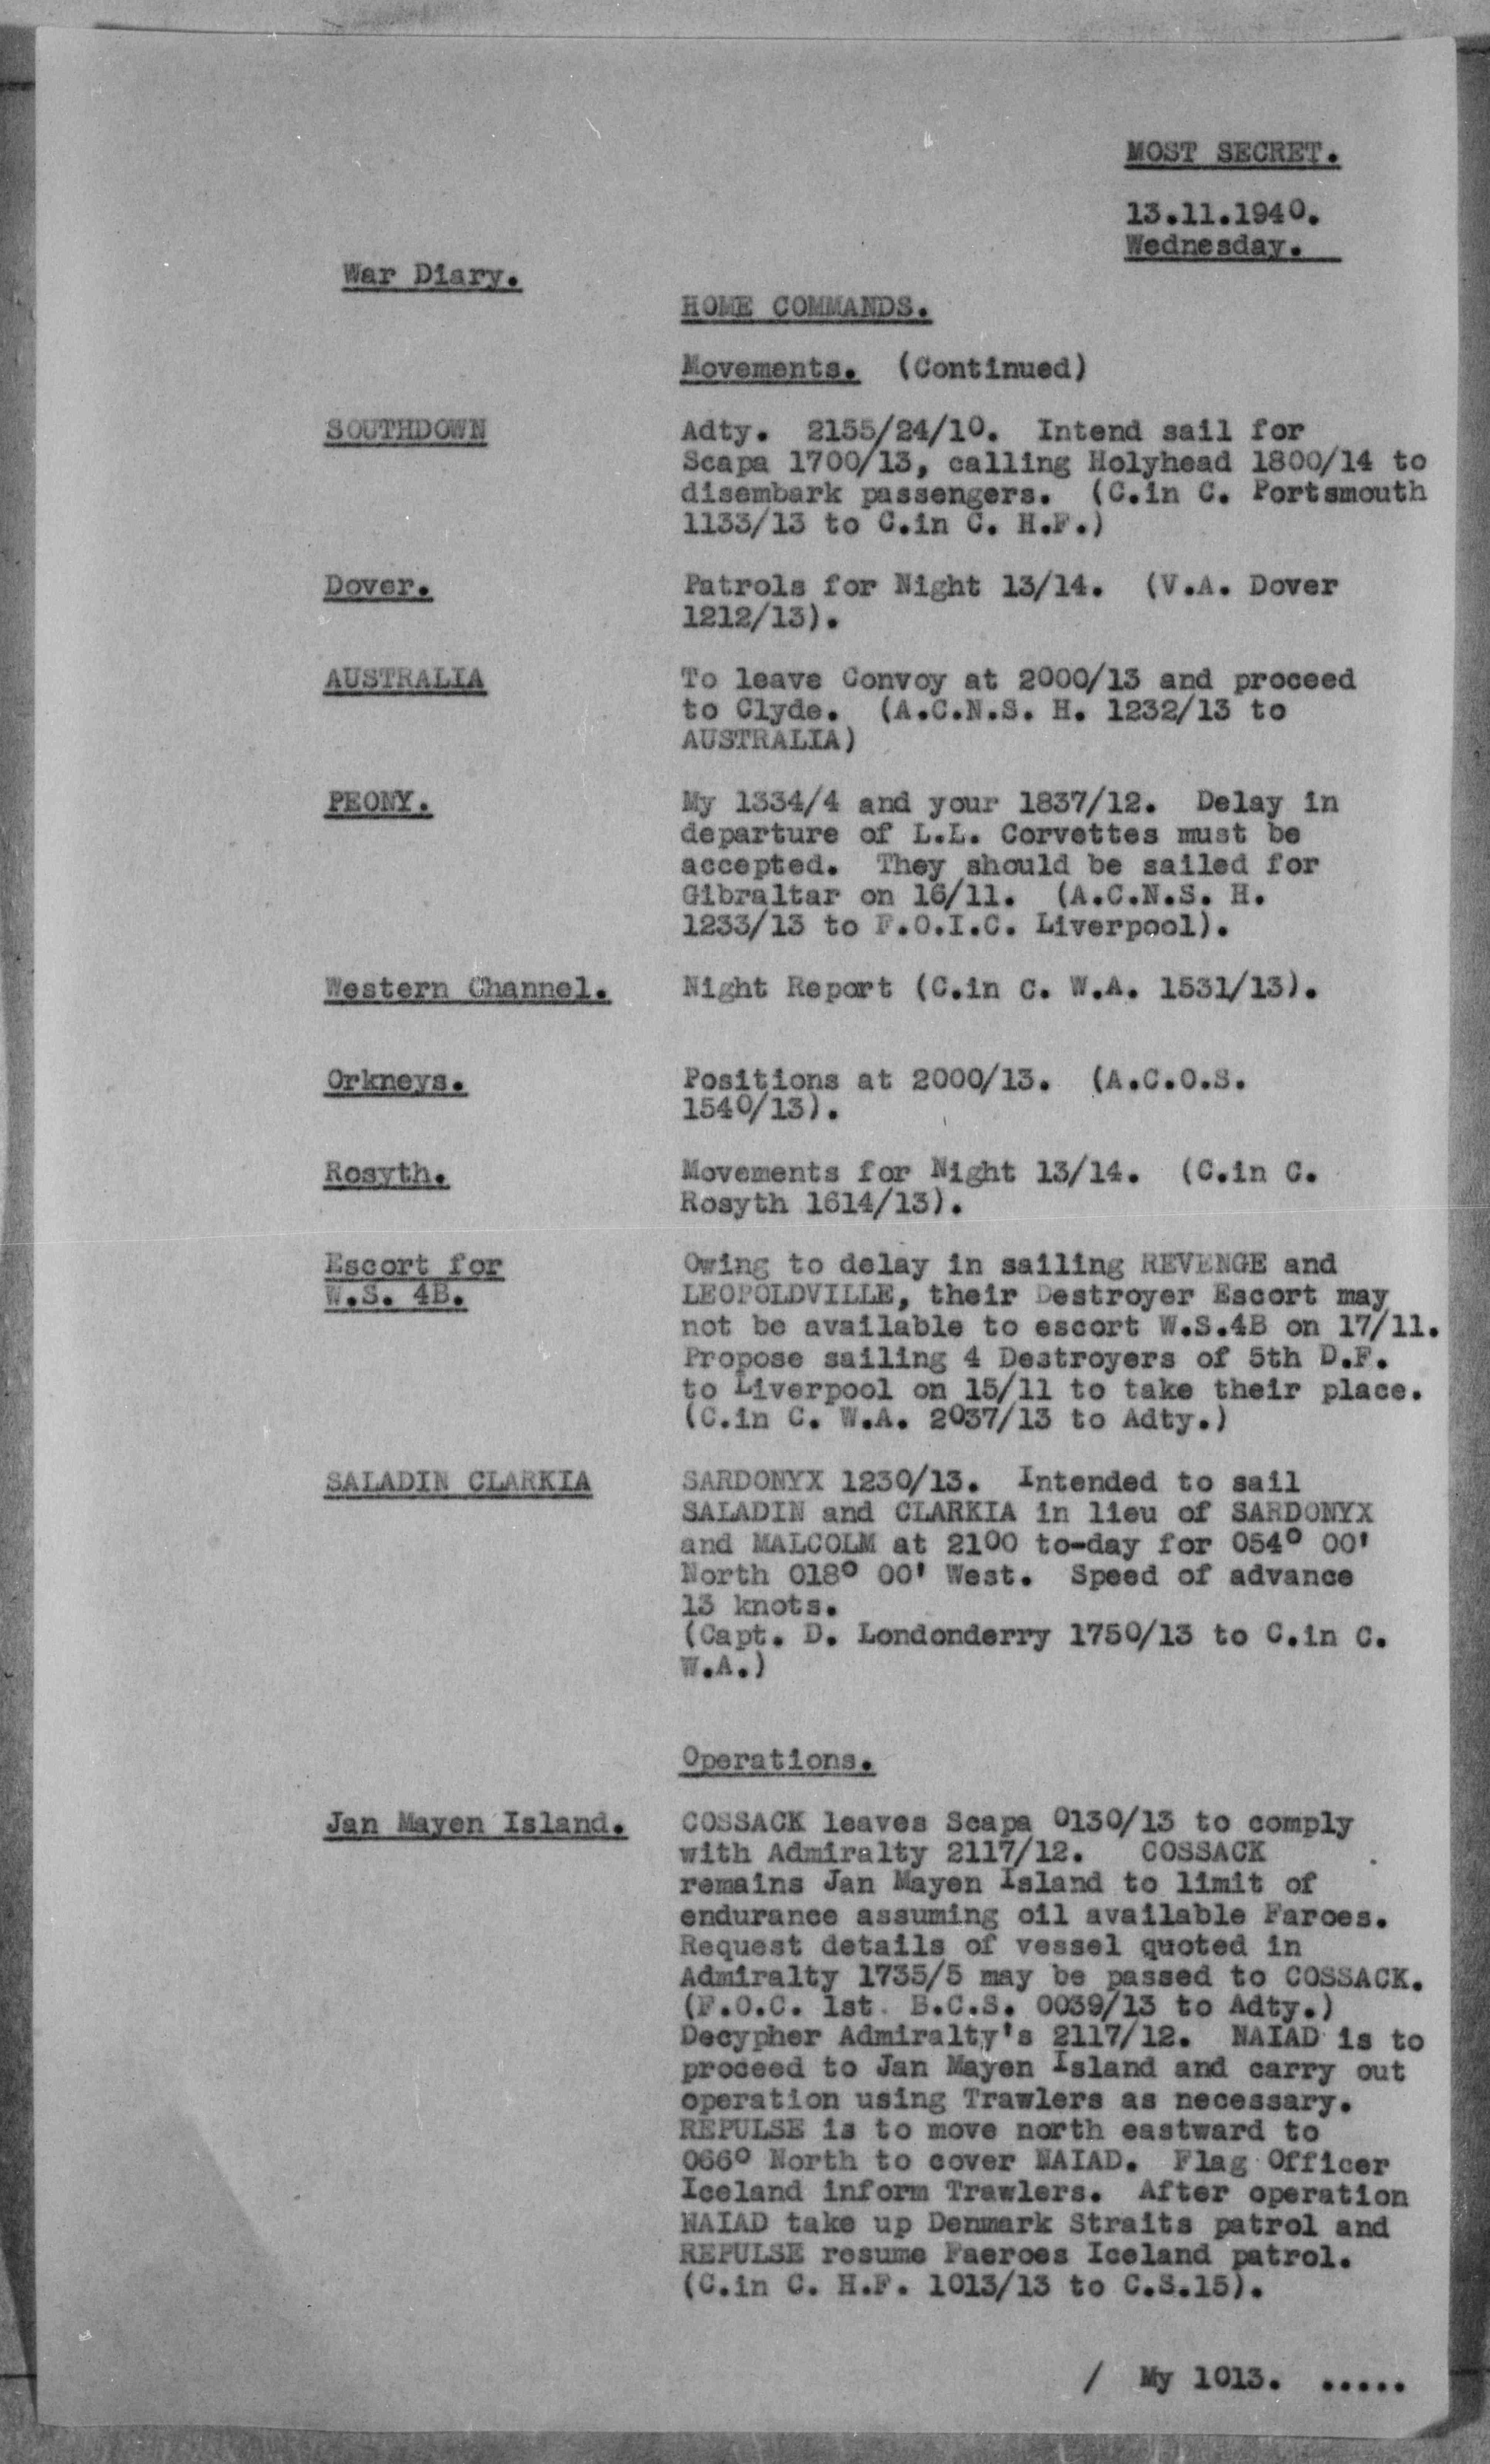 MOST SECRET.
13.11.1940.
Wednesday.
War Diary.
HOME COMMANDS.
Movements. (Continued)
SOUTHDOWN Adty. 2155/24/10. Intend sail for
Scapa 1700/13, calling Holyhead 1800/14 to
disembark passengers. (C.in C. Portsmouth
1133/13 to C.in C. H.F.)
Dover. Patrols for Night 13/14. (V.A. Dover
1212/13).
AUSTRALIA To leave Convoy at 2000/13 and proceed
to Clyde. (A.C.N.S. H. 1232/13 to
AUSTRALIA)
PEONY. My 1334/4 and your 1837/12. Delay in
departure of L.L. Corvettes must be
accepted. They should be sailed for
Gibraltar on 16/11. (A.C.N.S. H.
1233/13 to F.O.I.C. Liverpool).
Western Channel. Night Report (C.in C. W.A. 1531/13).
Orkneys. Positions at 2000/13. (A.C.O.S.
1540/13).
Rosyth. Movements for Night 13/14. (C.in C.
Rosyth 1614/13).
Escort for Owing to delay in sailing REVENGE and
W.S. 4B. LEOPOLDVILLE, their Destroyer Escort may
not be available to escort W.S.4B on 17/11.
Propose sailing 4 Destroyers of 5th D.F.
to Liverpool on 15/11 to take their place.
(C.in C. W.A. 2037/13 to Adty.)
SALADIN CLARKIA SARDONYX 1230/13. Intended to sail
SALADIN and CLARKIA in lieu of SARDONYX
and MALCOLM at 2100 to-day for 054° 00'
North 018° 00' West. Speed of advance
13 knots.
(Capt. D. Londonderry 1750/13 to C.in C.
W.A.)
Operations.
Jan Mayen Island. COSSACK leaves Scapa 0130/13 to comply
with Admiralty 2117/12. COSSACK
remains Jan Mayen Island to limit of
endurance assuming oil available Faroes.
Request details of vessel quoted in
Admiralty 1735/5 may be passed to COSSACK.
(F.O.C. 1st. B.C.S. 0039/13 to Adty.)
Decypher Admiralty's 2117/12. NAIAD is to
proceed to Jan Mayen Island and carry out
operation using Trawlers as necessary.
REPULSE is to move north eastward to
066° North to cover NAIAD. Flag Officer
Iceland inform Trawlers. After operation
NAIAD take up Denmark Straits patrol and
REPULSE resume Faeroes Iceland patrol.
(C.in C. H.F. 1013/13 to C.S.15).
/ My 1013. .....